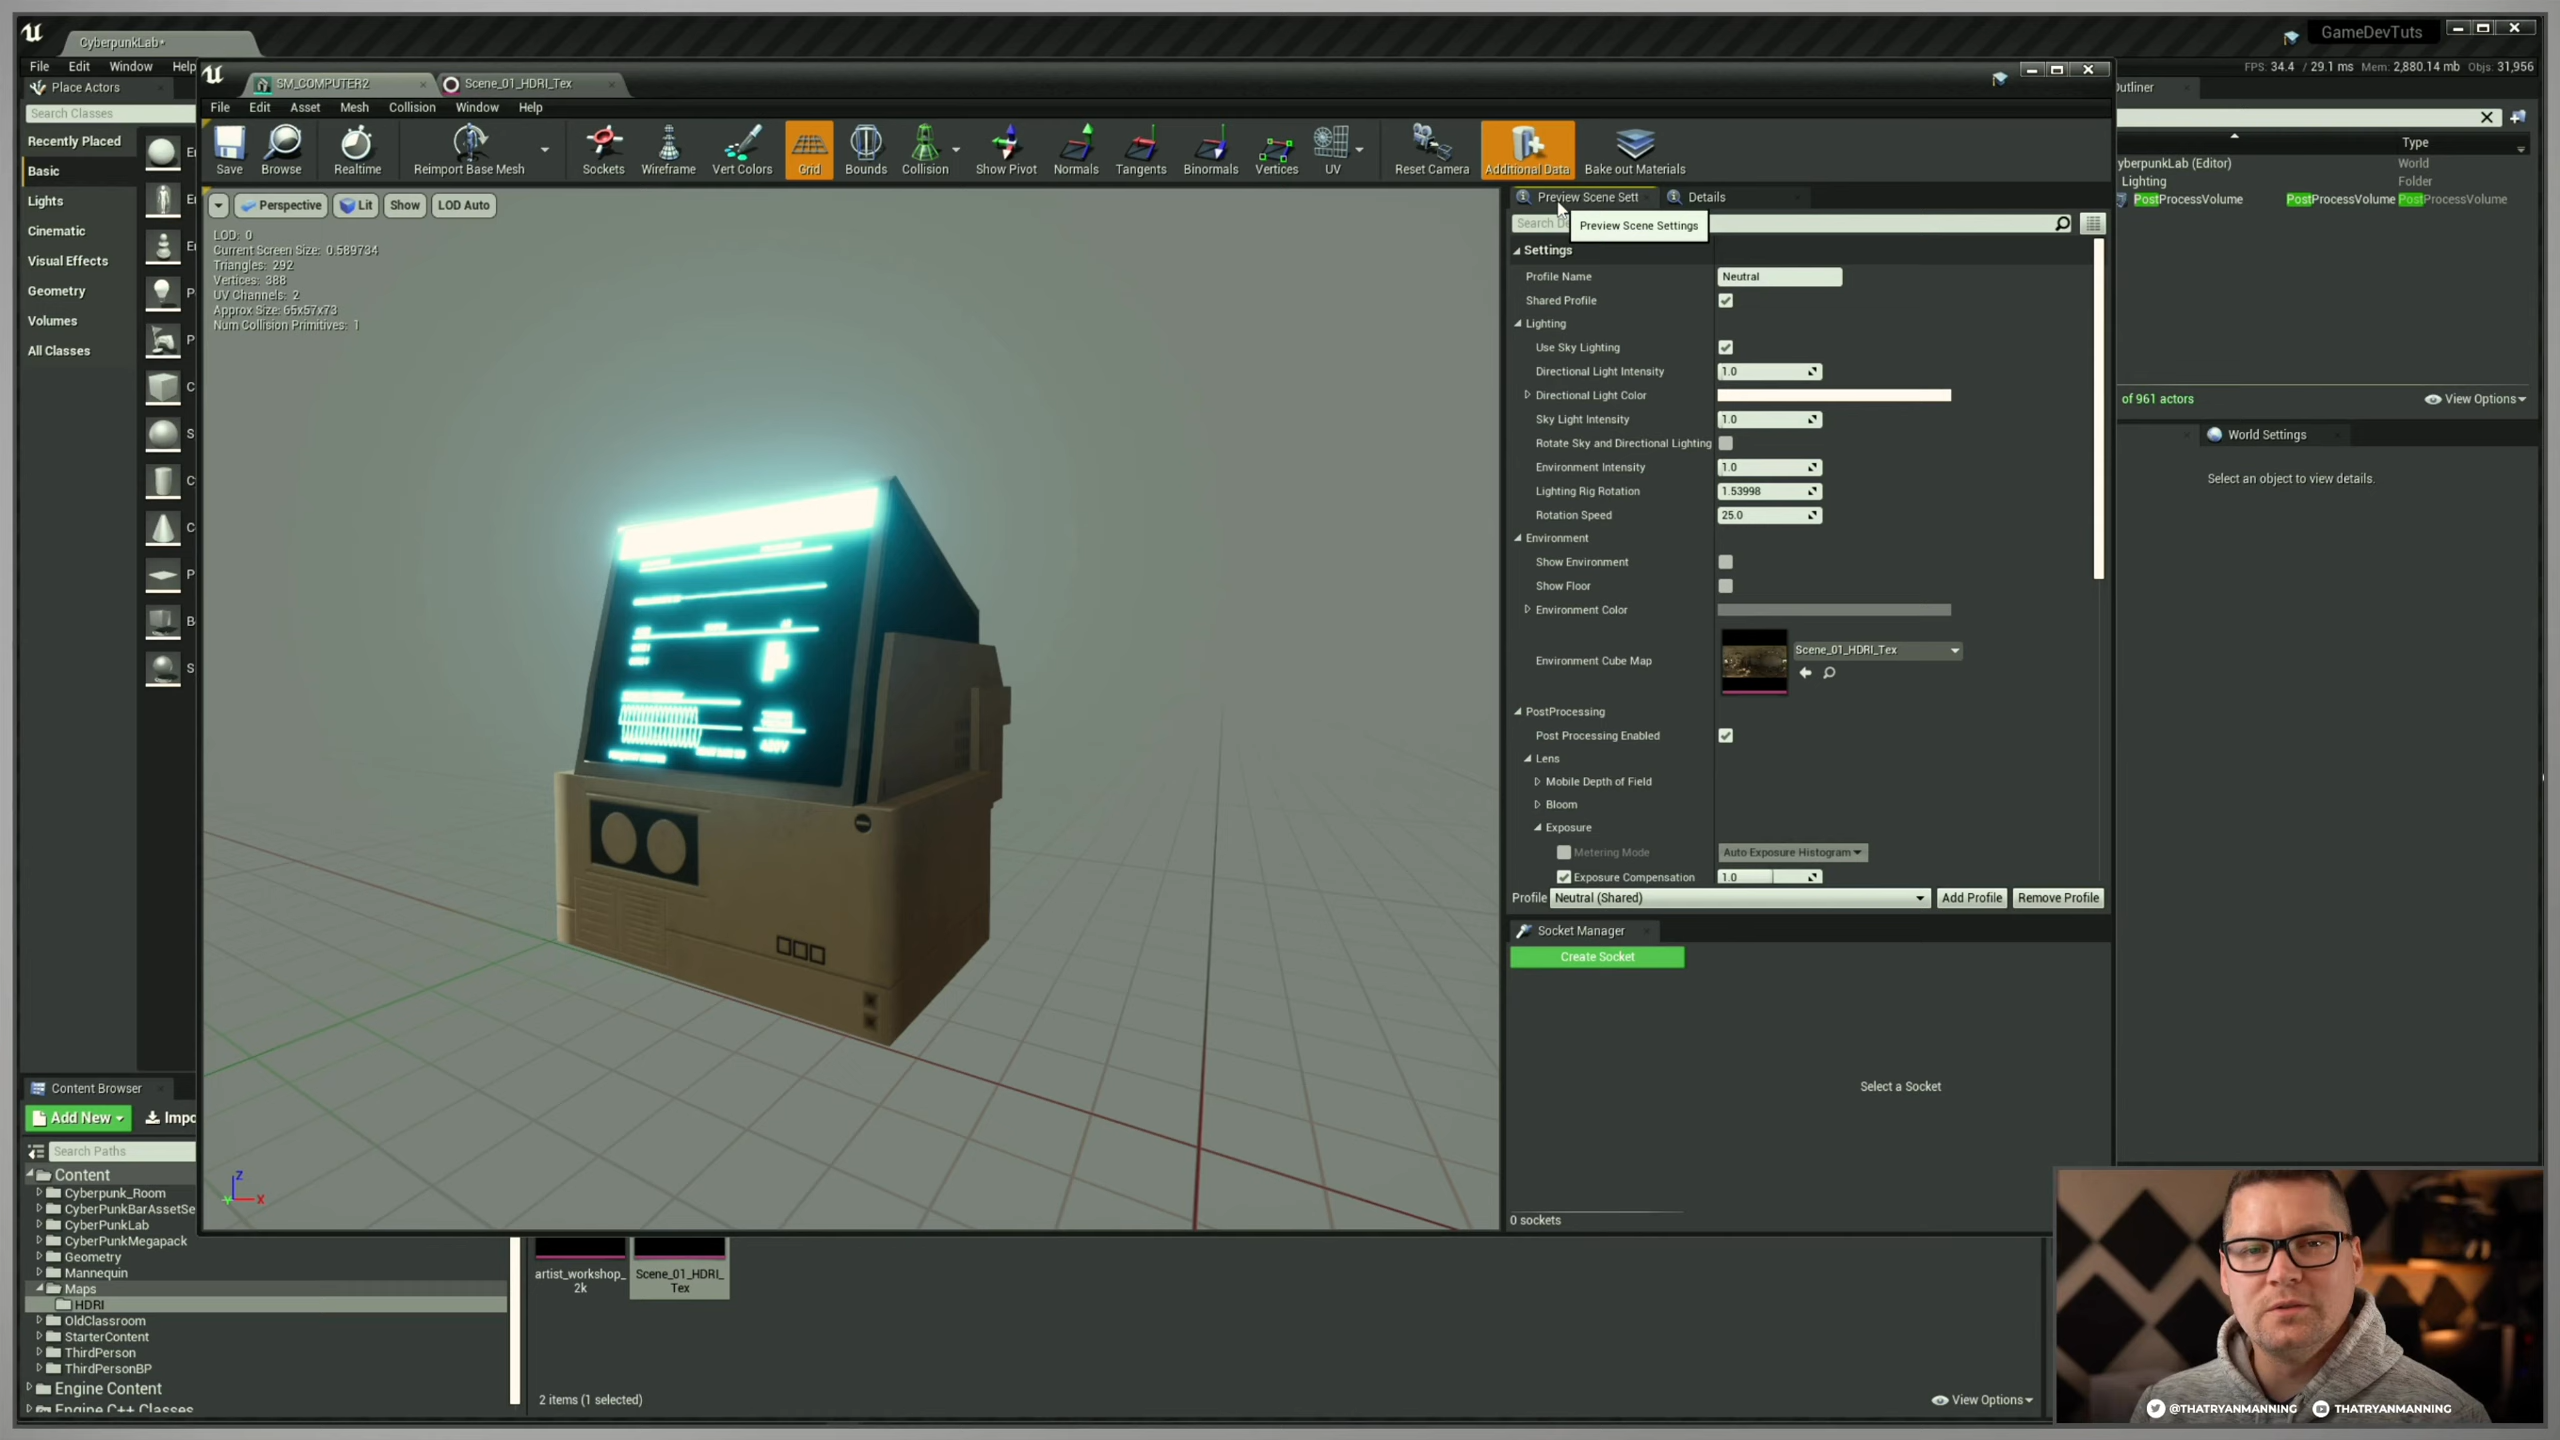 CyberpunkLab•
GameDevTuts
File Edit Window Help
FPS: 34.4 / 29.1 ms Mem: 2,880.14 mb Objs: 31,956
Place Actors
Search Classes
Recently Placed
Basic
Lights
Cinematic
Visual Effects
Geometry
Volumes
All Classes
SM_COMPUTER2
Scene_01_HDRI_Tex
File Edit Asset Mesh Collision Window Help
Save Browse Realtime Reimport Base Mesh Sockets Wireframe Vert Colors Grid Bounds Collision Show Pivot Normals Tangents Binormals Vertices UV Reset Camera Additional Data Bake out Materials
Perspective Lit Show LOD Auto
LOD: 0
Current Screen Size: 0.589734
Triangles: 292
Vertices: 388
UV Channels: 2
Approx Size: 65x57x73
Num Collision Primitives: 1
Z
X
Preview Scene Sett
Details
Preview Scene Settings
Settings
Profile Name Neutral
Shared Profile
Lighting
Use Sky Lighting
Directional Light Intensity 1.0
Directional Light Color
Sky Light Intensity 1.0
Rotate Sky and Directional Lighting
Environment Intensity 1.0
Lighting Rig Rotation 1.53998
Rotation Speed 25.0
Environment
Show Environment
Show Floor
Environment Color
Environment Cube Map Scene_01_HDRI_Tex
PostProcessing
Post Processing Enabled
Lens
Mobile Depth of Field
Bloom
Exposure
Metering Mode Auto Exposure Histogram
Exposure Compensation 1.0
Profile Neutral (Shared) Add Profile Remove Profile
Socket Manager
Create Socket
Select a Socket
0 sockets
Outliner
Type
yberpunkLab (Editor) World
Lighting Folder
PostProcessVolume PostProcessVolume PostProcessVolume
of 961 actors
View Options
World Settings
Select an object to view details.
Content Browser
Add New Impo
Search Paths
Content
Cyberpunk_Room
CyberPunkBarAssetSe
CyberPunkLab
CyberPunkMegapack
Geometry
Mannequin
Maps
HDRI
OldClassroom
StarterContent
ThirdPerson
ThirdPersonBP
Engine Content
Engine C++ Classes
artist_workshop_
2k
Scene_01_HDRI_
Tex
2 items (1 selected)
View Options
@THATRYANMANNING
THATRYANMANNING